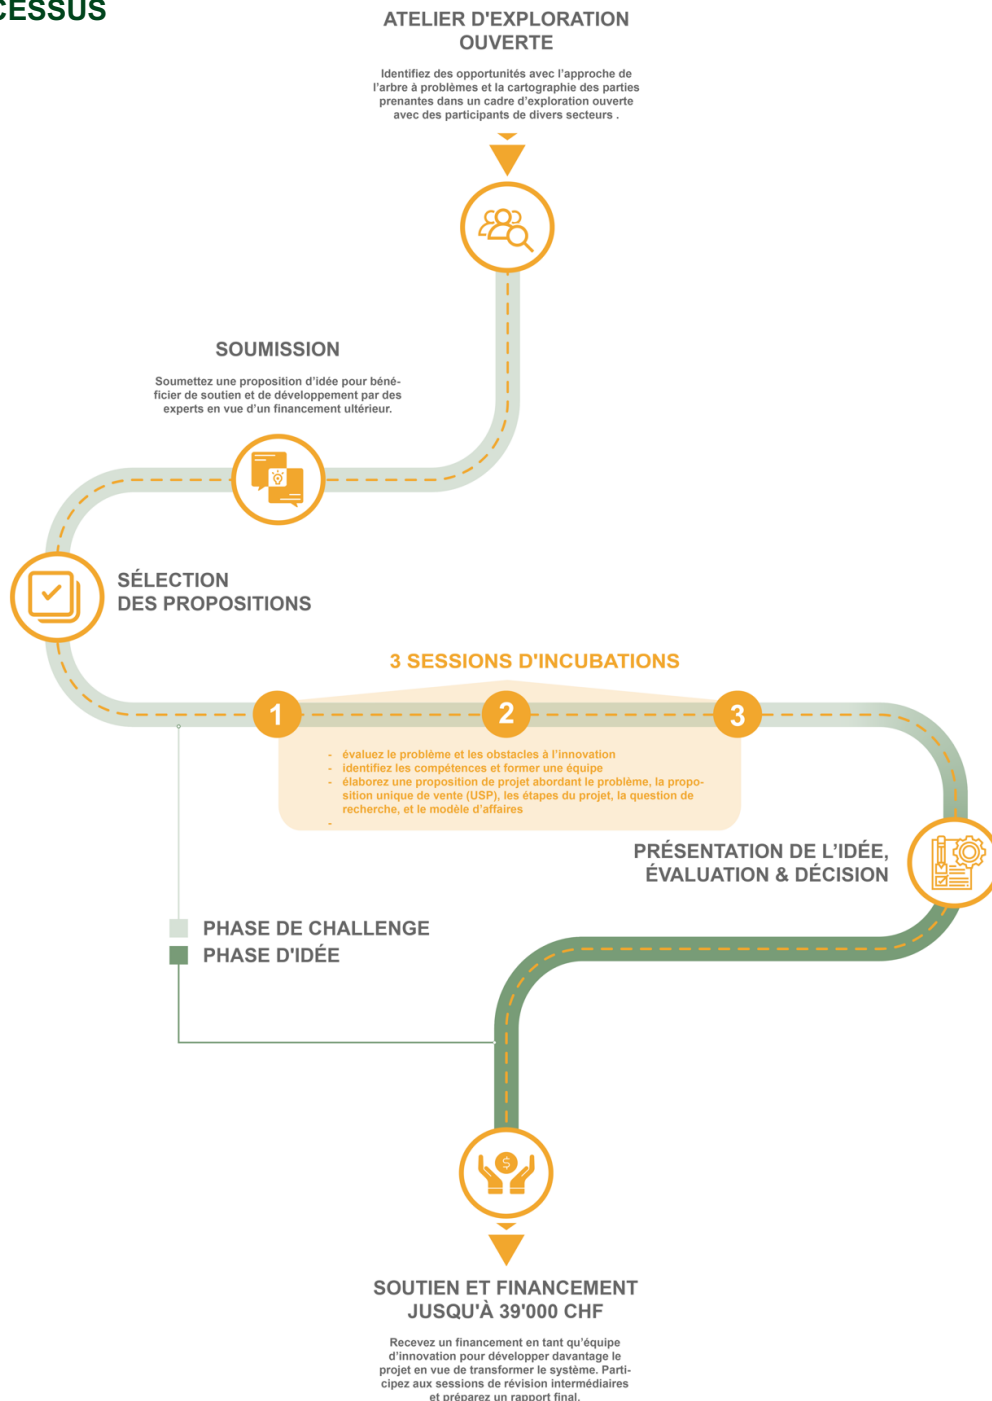 CESSUS
ATELIER D'EXPLORATION
OUVERTE
Identifiez des opportunités avec l’approche de
l’arbre à problèmes et la cartographie des parties
prenantes dans un cadre d’exploration ouverte
avec des participants de divers secteurs .
SOUMISSION
Soumettez une proposition d’idée pour béné-
ficier de soutien et de développement par des
experts en vue d’un financement ultérieur.
SÉLECTION
DES PROPOSITIONS
3 SESSIONS D'INCUBATIONS
1
2
3
- évaluez le problème et les obstacles à l’innovation
- identifiez les compétences et former une équipe
- élaborez une proposition de projet abordant le problème, la propo-
sition unique de vente (USP), les étapes du projet, la question de
recherche, et le modèle d’affaires
-
PRÉSENTATION DE L’IDÉE,
ÉVALUATION & DÉCISION
PHASE DE CHALLENGE
PHASE D'IDÉE
$
SOUTIEN ET FINANCEMENT
JUSQU'À 39'000 CHF
Recevez un financement en tant qu’équipe
d’innovation pour développer davantage le
projet en vue de transformer le système. Parti-
cipez aux sessions de révision intermédiaires
et préparez un rapport final.